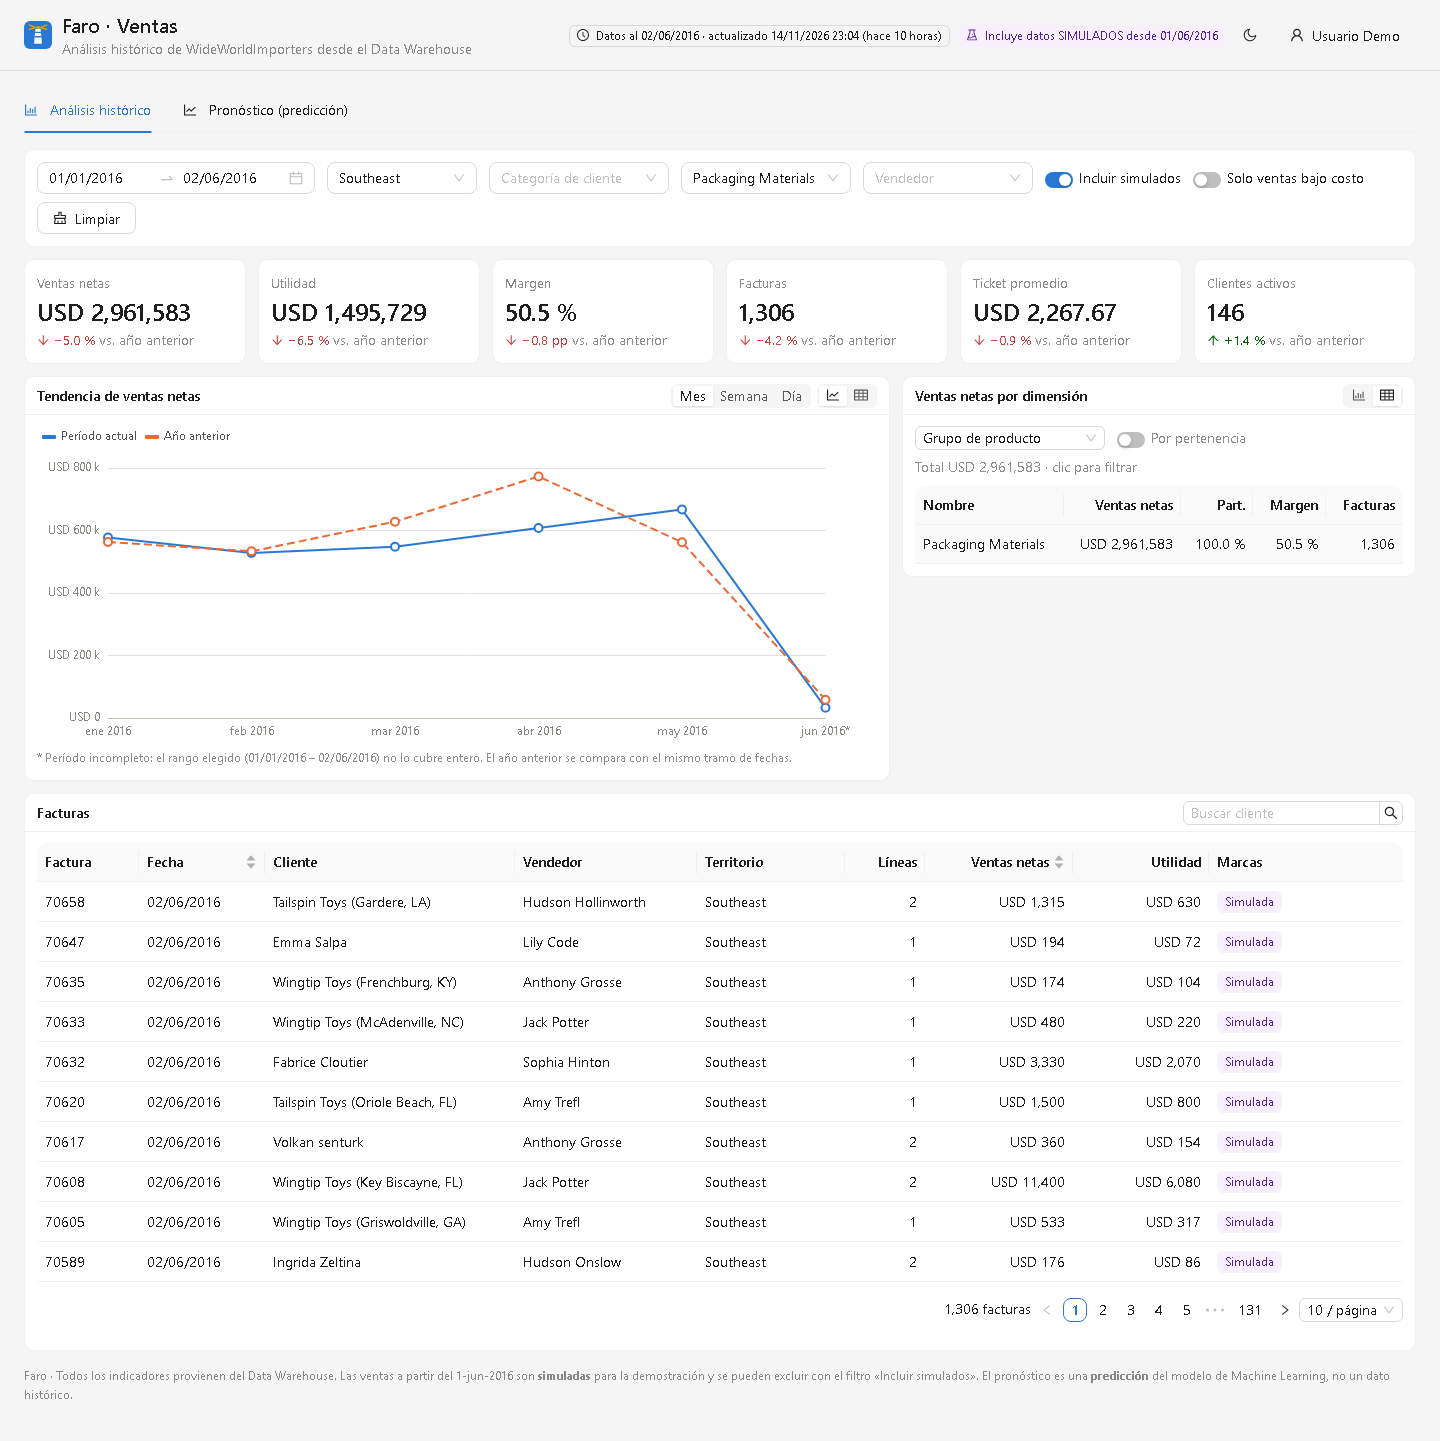 Faro · Ventas
Análisis histórico de WideWorldImporters desde el Data Warehouse
Datos al 02/06/2016 · actualizado 14/11/2026 23:04 (hace 10 horas)
Incluye datos SIMULADOS desde 01/06/2016
Usuario Demo
Análisis histórico
Pronóstico (predicción)
01/01/2016 → 02/06/2016
Southeast
Categoría de cliente
Packaging Materials
Vendedor
Incluir simulados
Solo ventas bajo costo
Limpiar
Ventas netas
USD 2,961,583
↓ −5.0 % vs. año anterior
Utilidad
USD 1,495,729
↓ −6.5 % vs. año anterior
Margen
50.5 %
↓ −0.8 pp vs. año anterior
Facturas
1,306
↓ −4.2 % vs. año anterior
Ticket promedio
USD 2,267.67
↓ −0.9 % vs. año anterior
Clientes activos
146
↑ +1.4 % vs. año anterior
Tendencia de ventas netas
Mes Semana Día
Período actual Año anterior
USD 800 k
USD 600 k
USD 400 k
USD 200 k
USD 0
ene 2016 feb 2016 mar 2016 abr 2016 may 2016 jun 2016*
* Período incompleto: el rango elegido (01/01/2016 – 02/06/2016) no lo cubre entero. El año anterior se compara con el mismo tramo de fechas.
Ventas netas por dimensión
Grupo de producto
Por pertenencia
Total USD 2,961,583 · clic para filtrar
Nombre Ventas netas Part. Margen Facturas
Packaging Materials USD 2,961,583 100.0 % 50.5 % 1,306
Facturas
Buscar cliente
Factura Fecha Cliente Vendedor Territorio Líneas Ventas netas Utilidad Marcas
70658 02/06/2016 Tailspin Toys (Gardere, LA) Hudson Hollinworth Southeast 2 USD 1,315 USD 630 Simulada
70647 02/06/2016 Emma Salpa Lily Code Southeast 1 USD 194 USD 72 Simulada
70635 02/06/2016 Wingtip Toys (Frenchburg, KY) Anthony Grosse Southeast 1 USD 174 USD 104 Simulada
70633 02/06/2016 Wingtip Toys (McAdenville, NC) Jack Potter Southeast 1 USD 480 USD 220 Simulada
70632 02/06/2016 Fabrice Cloutier Sophia Hinton Southeast 1 USD 3,330 USD 2,070 Simulada
70620 02/06/2016 Tailspin Toys (Oriole Beach, FL) Amy Trefl Southeast 1 USD 1,500 USD 800 Simulada
70617 02/06/2016 Volkan senturk Anthony Grosse Southeast 2 USD 360 USD 154 Simulada
70608 02/06/2016 Wingtip Toys (Key Biscayne, FL) Jack Potter Southeast 2 USD 11,400 USD 6,080 Simulada
70605 02/06/2016 Wingtip Toys (Griswoldville, GA) Amy Trefl Southeast 1 USD 533 USD 317 Simulada
70589 02/06/2016 Ingrida Zeltina Hudson Onslow Southeast 2 USD 176 USD 86 Simulada
1,306 facturas < 1 2 3 4 5 ••• 131 > 10 / página
Faro · Todos los indicadores provienen del Data Warehouse. Las ventas a partir del 1-jun-2016 son simuladas para la demostración y se pueden excluir con el filtro «Incluir simulados». El pronóstico es una predicción del modelo de Machine Learning, no un dato
histórico.